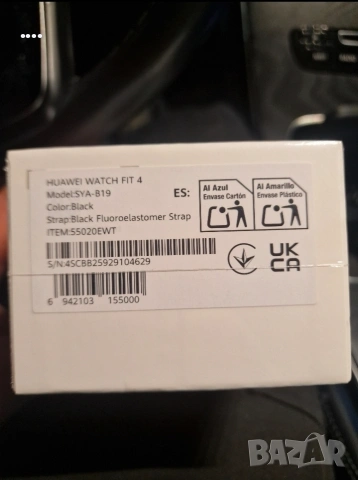 HUAWEI WATCH FIT 4
Model:SYA-B19
Color:Black
Strap:Black Fluoroelastomer Strap
ITEM:55020EWT
ES:
Al Azul
Envase Cartón
Al Amarillo
Envase Plástico
S/N:4SCBB25929104629
UK
CA
6 942103 155000
BAZAR
bg